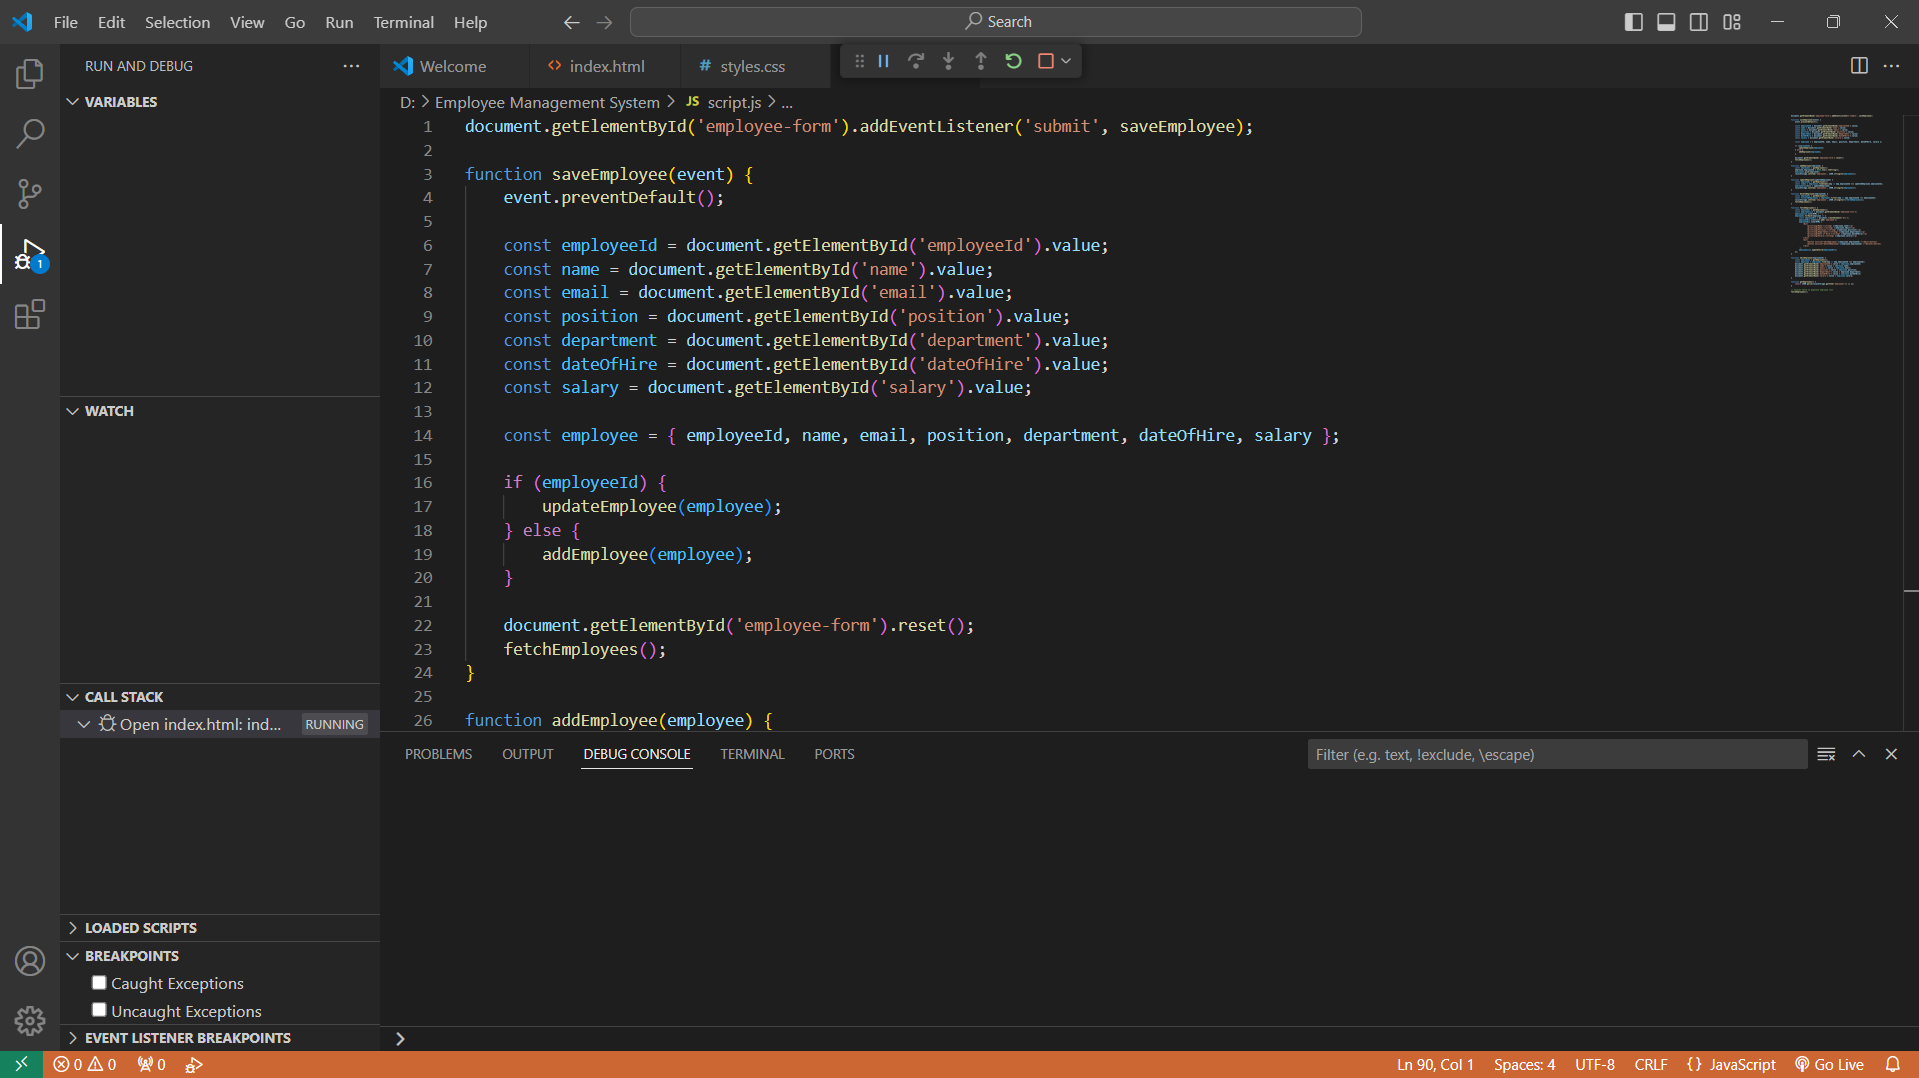 File Edit Selection View Go Run Terminal Help
Search
RUN AND DEBUG
Welcome
index.html
styles.css
VARIABLES
D: > Employee Management System > JS script.js > ...
1 document.getElementById('employee-form').addEventListener('submit', saveEmployee);
2
3 function saveEmployee(event) {
4 event.preventDefault();
5
6 const employeeId = document.getElementById('employeeId').value;
7 const name = document.getElementById('name').value;
8 const email = document.getElementById('email').value;
9 const position = document.getElementById('position').value;
10 const department = document.getElementById('department').value;
11 const dateOfHire = document.getElementById('dateOfHire').value;
12 const salary = document.getElementById('salary').value;
13
14 const employee = { employeeId, name, email, position, department, dateOfHire, salary };
15
16 if (employeeId) {
17 updateEmployee(employee);
18 } else {
19 addEmployee(employee);
20 }
21
22 document.getElementById('employee-form').reset();
23 fetchEmployees();
24 }
25
26 function addEmployee(employee) {
1
WATCH
CALL STACK
Open index.html: ind... RUNNING
PROBLEMS OUTPUT DEBUG CONSOLE TERMINAL PORTS
Filter (e.g. text, !exclude, \escape)
LOADED SCRIPTS
BREAKPOINTS
Caught Exceptions
Uncaught Exceptions
EVENT LISTENER BREAKPOINTS
0 0 0
Ln 90, Col 1 Spaces: 4 UTF-8 CRLF {} JavaScript Go Live